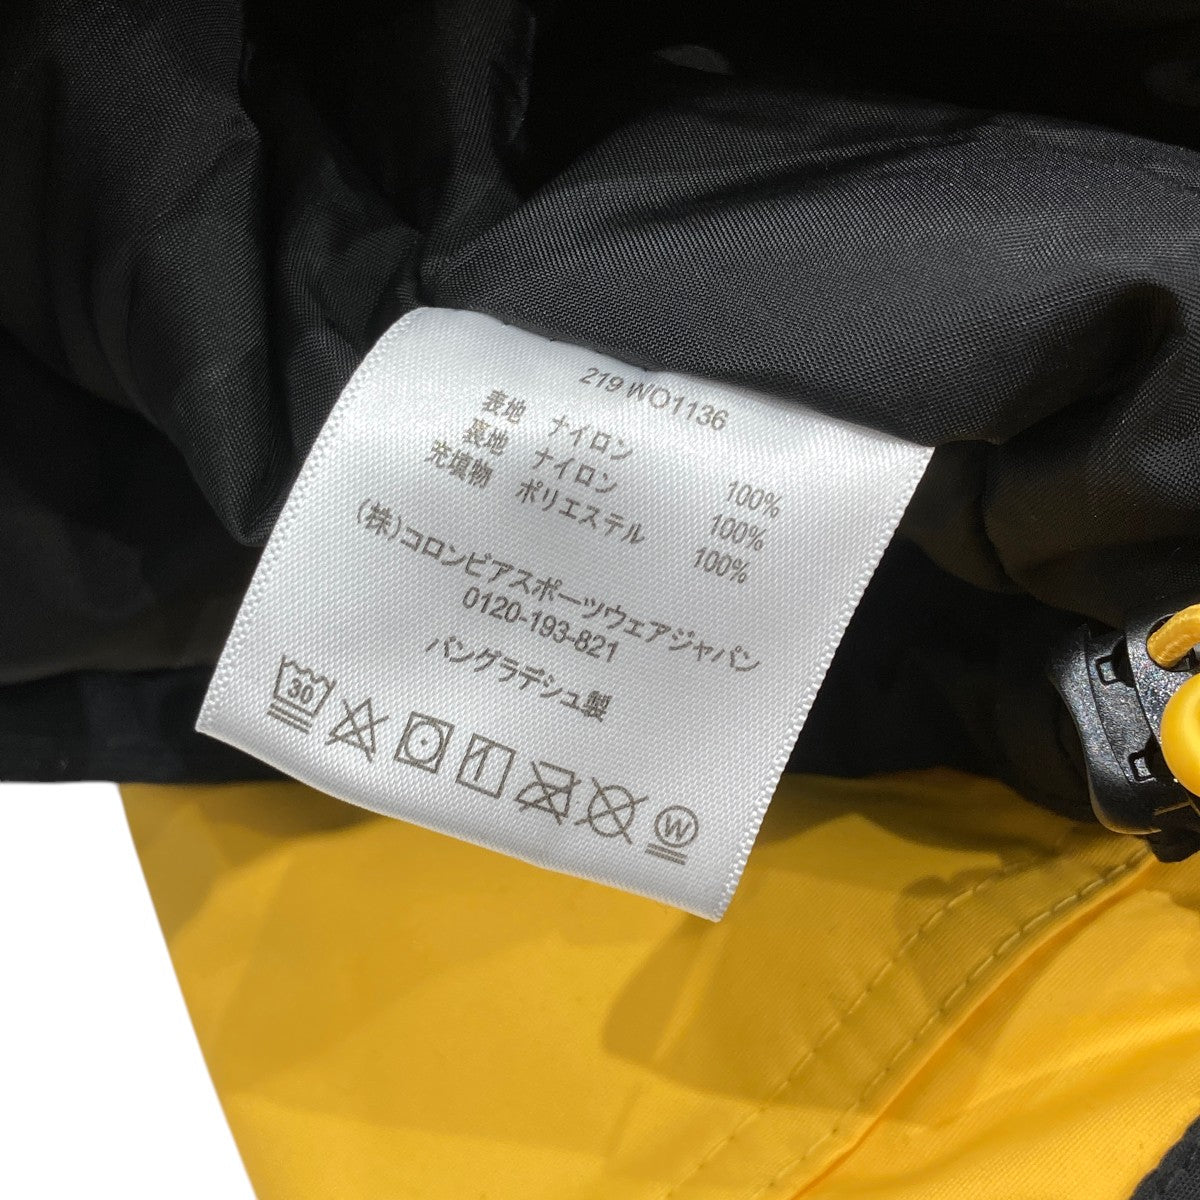 219 WO1136
表地 ナイロン 100%
裏地 ナイロン 100%
充填物 ポリエステル 100%
(株)コロンビアスポーツウェアジャパン
0120-193-821
バングラデシュ製
30 W